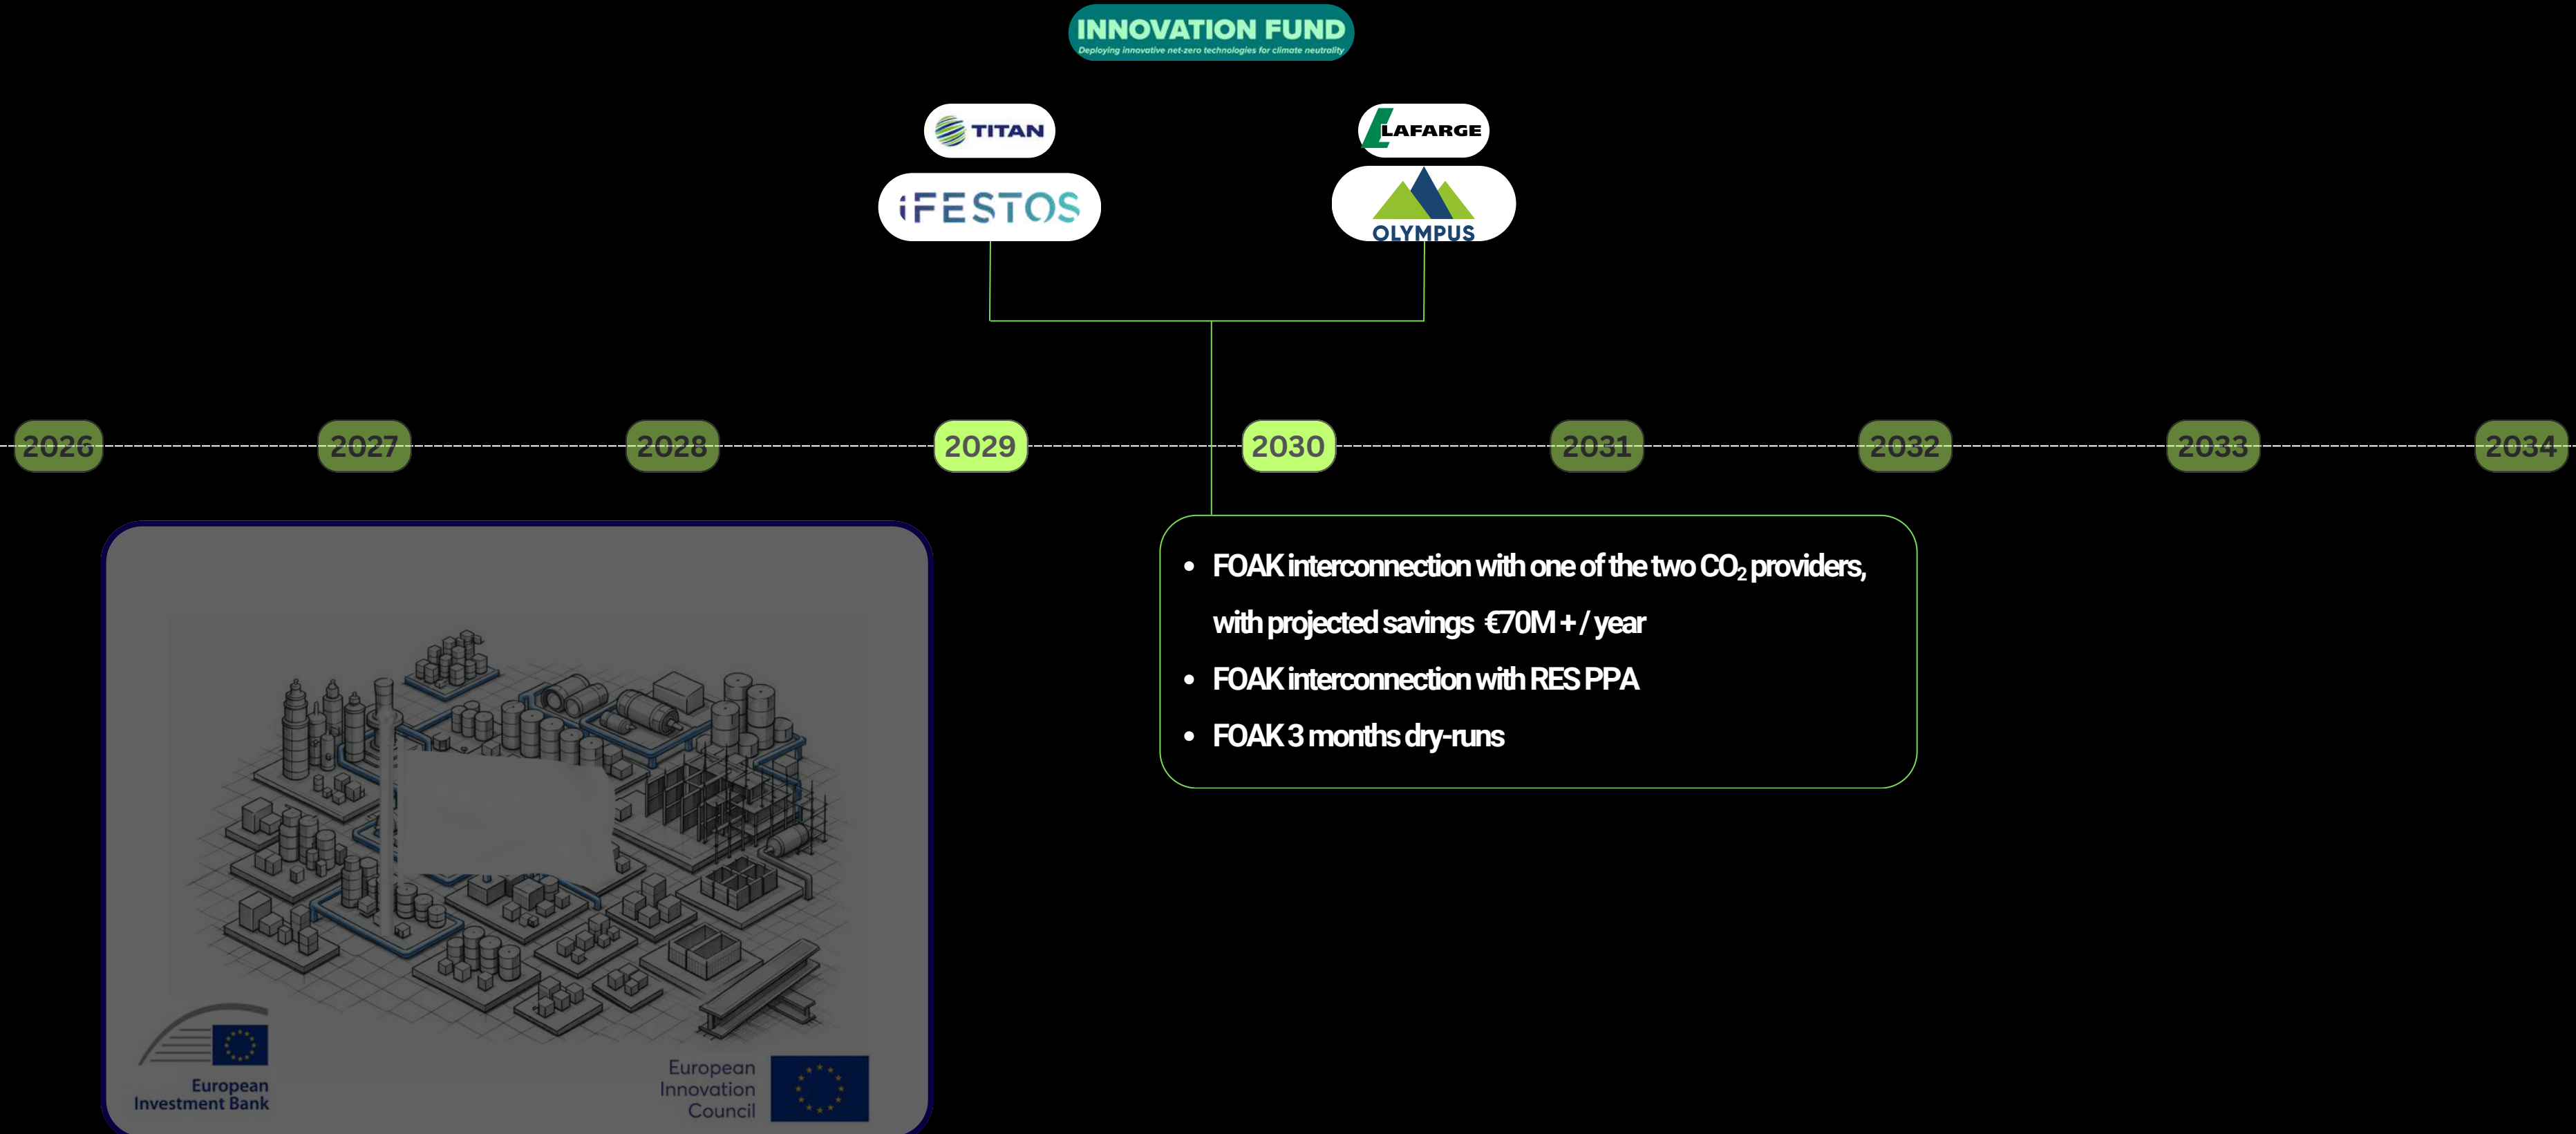 INNOVATION FUND
Deploying innovative net-zero technologies for climate neutrality
TITAN
LAFARGE
iFESTOS
OLYMPUS
2026
2027
2028
2029
2030
2031
2032
2033
2034
• FOAK interconnection with one of the two CO₂ providers,
with projected savings €70M + / year
• FOAK interconnection with RES PPA
• FOAK 3 months dry-runs
European
Investment Bank
European
Innovation
Council